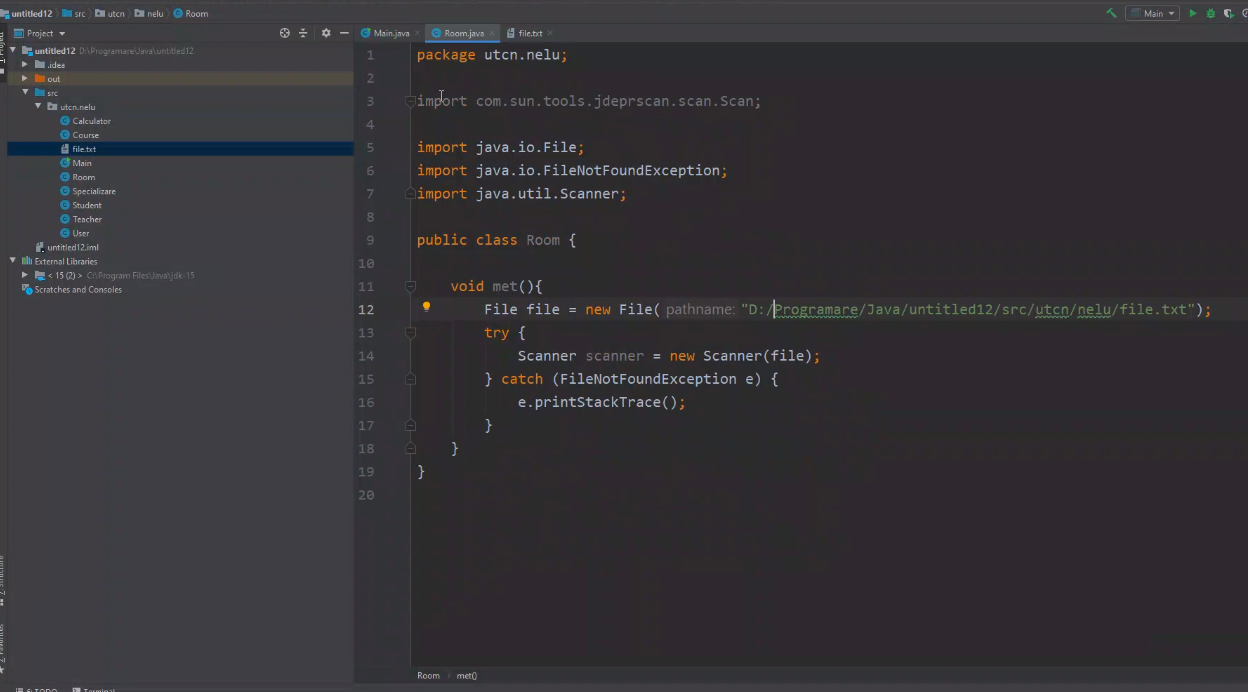 untitled12 src utcn nelu Room Main
Project Main.java Room.java file.txt
untitled12 D:\Programare\Java\untitled12
.idea
out
src
utcn.nelu
Calculator
Course
file.txt
Main
Room
Specializare
Student
Teacher
User
untitled12.iml
External Libraries
< 15 (2) > C:\Program Files\Java\jdk-15
Scratches and Consoles
1 package utcn.nelu;
2
3 import com.sun.tools.jdeprscan.scan.Scan;
4
5 import java.io.File;
6 import java.io.FileNotFoundException;
7 import java.util.Scanner;
8
9 public class Room {
10
11 void met(){
12 File file = new File( pathname: "D:/Programare/Java/untitled12/src/utcn/nelu/file.txt");
13 try {
14 Scanner scanner = new Scanner(file);
15 } catch (FileNotFoundException e) {
16 e.printStackTrace();
17 }
18 }
19 }
20
Room met()
6: TODO Terminal